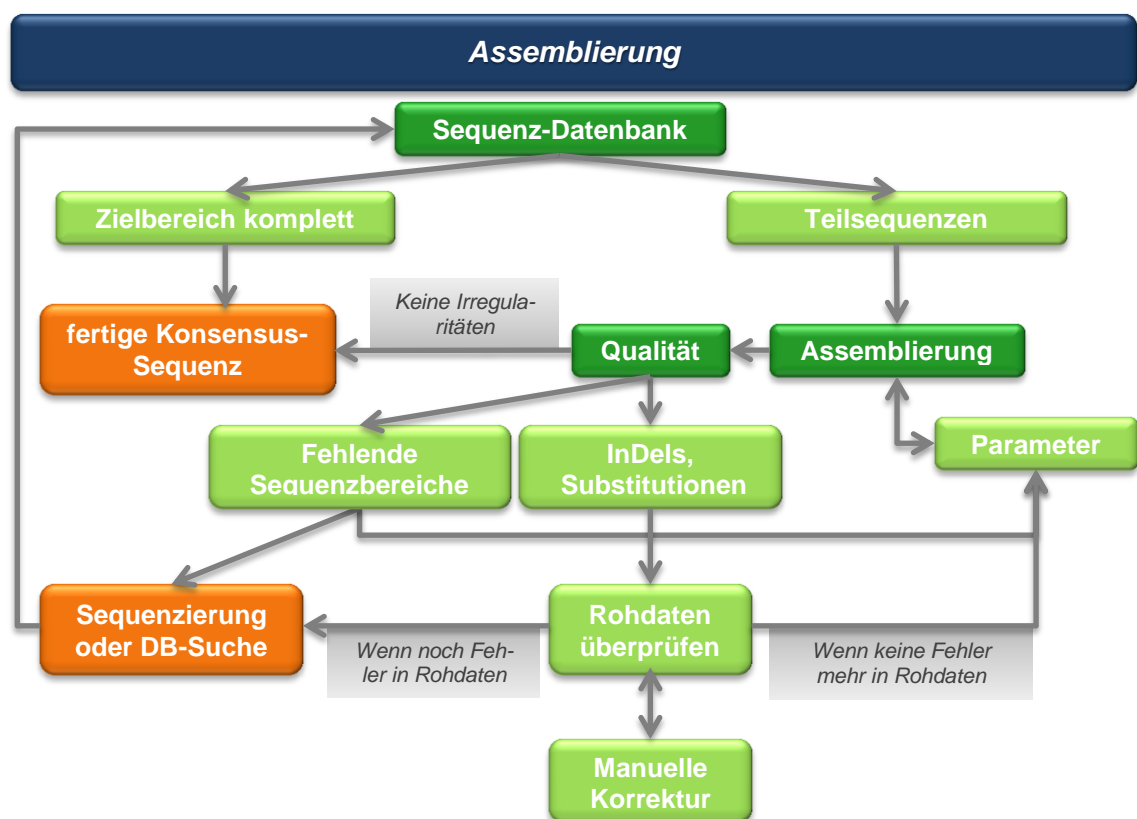 Assemblierung
Sequenz-Datenbank
Zielbereich komplett
Teilsequenzen
Keine Irregula-
ritäten
fertige Konsensus-
Sequenz
Qualität
Assemblierung
Fehlende
Sequenzbereiche
InDels,
Substitutionen
Parameter
Sequenzierung
oder DB-Suche
Wenn noch Feh-
ler in Rohdaten
Rohdaten
überprüfen
Wenn keine Fehler
mehr in Rohdaten
Manuelle
Korrektur